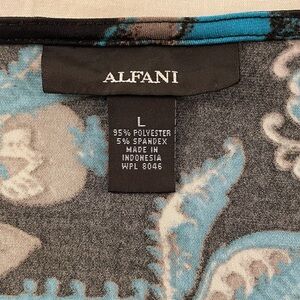 ALFANI
L
95% POLYESTER
5% SPANDEX
MADE IN
INDONESIA
WPL 8046